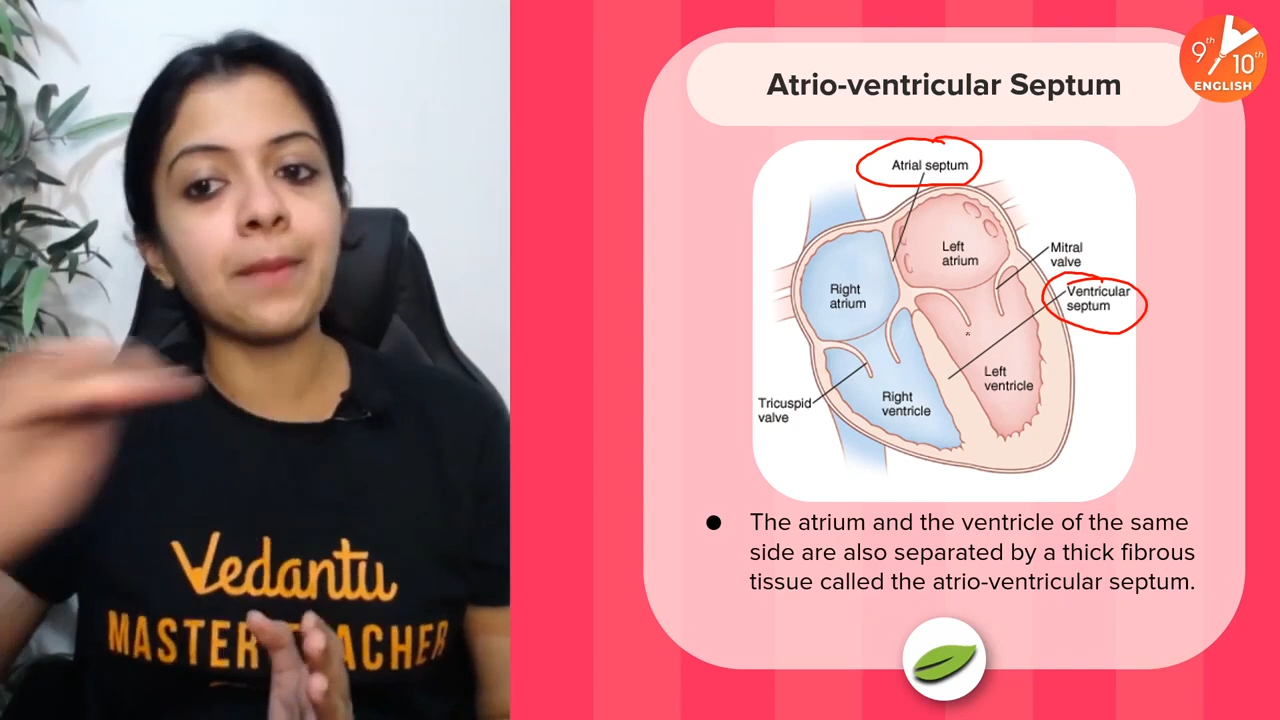 9th
10th
ENGLISH
Atrio-ventricular Septum
Atrial septum
Left
atrium
Mitral
valve
Right
atrium
Ventricular
septum
Left
ventricle
Right
ventricle
Tricuspid
valve
● The atrium and the ventricle of the same
side are also separated by a thick fibrous
tissue called the atrio-ventricular septum.
Vedantu
MASTER ACHER